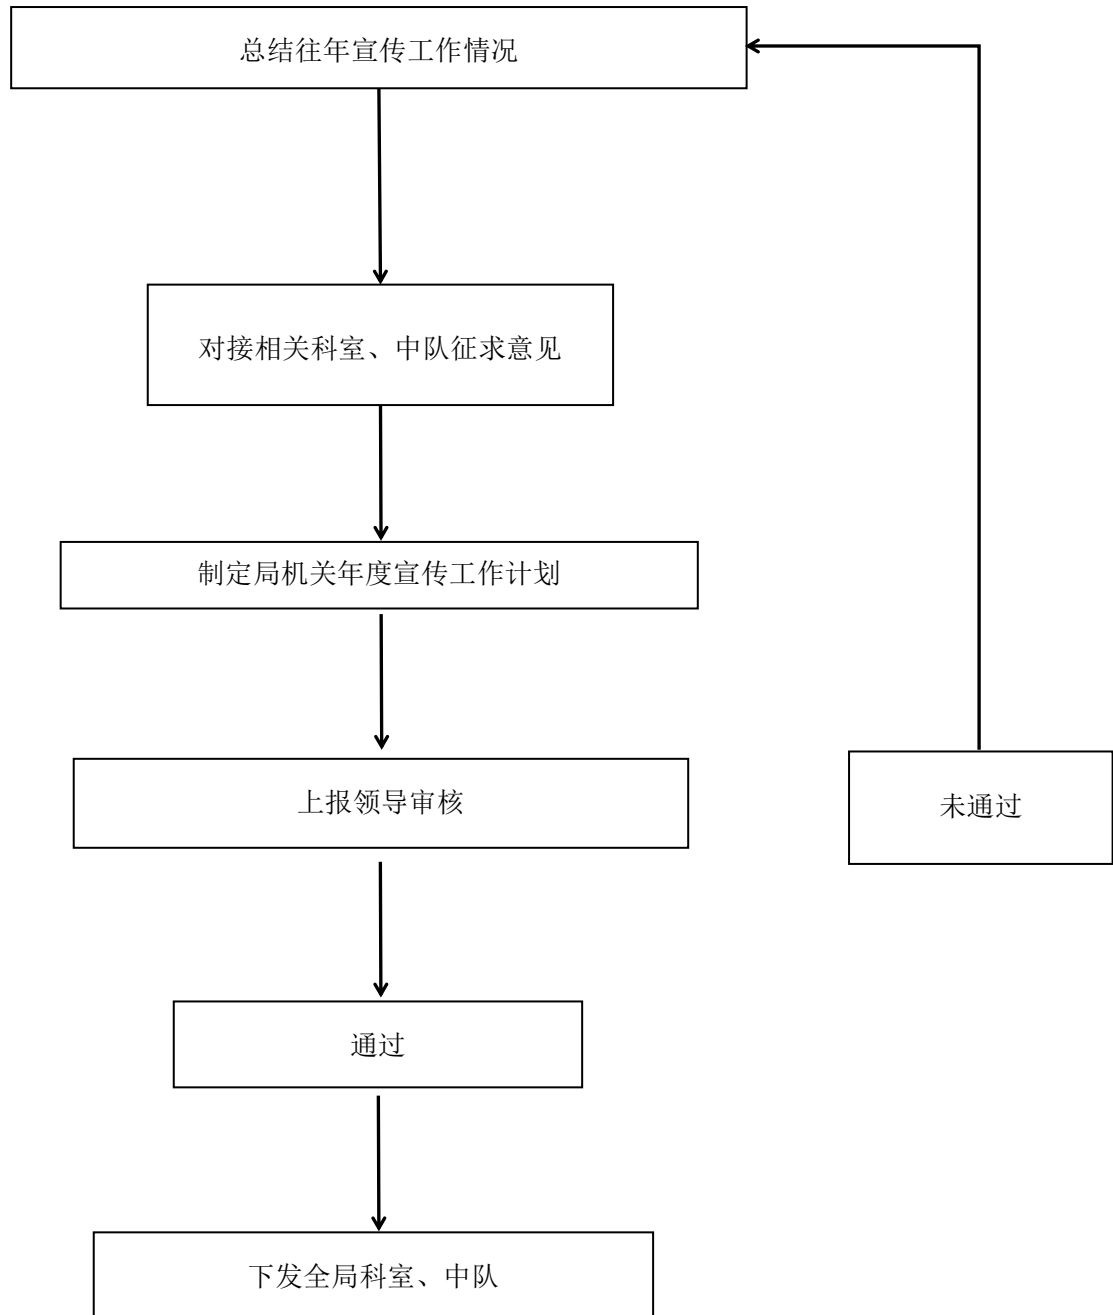 总结往年宣传工作情况
对接相关科室、中队征求意见
制定局机关年度宣传工作计划
上报领导审核
未通过
通过
下发全局科室、中队